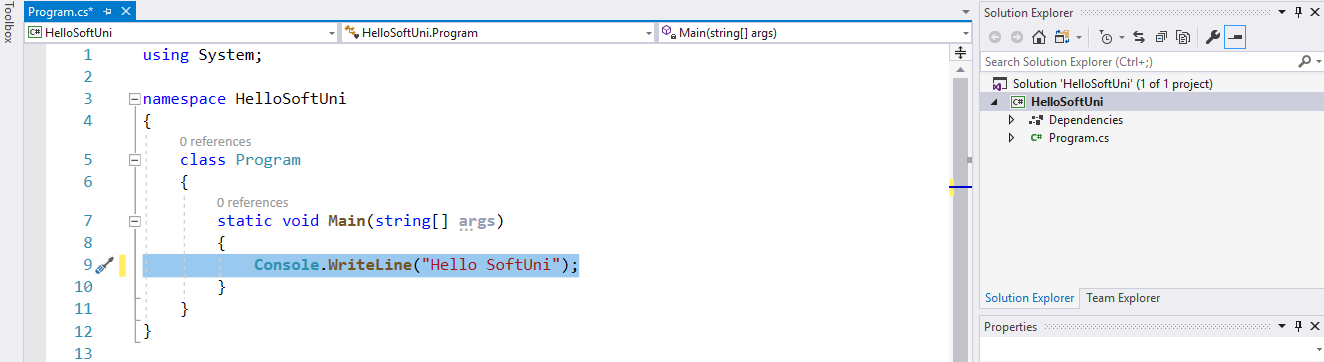 Toolbox
Program.cs*
HelloSoftUni
HelloSoftUni.Program
Main(string[] args)
1 using System;
2
3 namespace HelloSoftUni
4 {
0 references
5 class Program
6 {
0 references
7 static void Main(string[] args)
8 {
9 Console.WriteLine("Hello SoftUni");
10 }
11 }
12 }
13
Solution Explorer
Search Solution Explorer (Ctrl+;)
Solution 'HelloSoftUni' (1 of 1 project)
C# HelloSoftUni
Dependencies
C# Program.cs
Solution Explorer Team Explorer
Properties